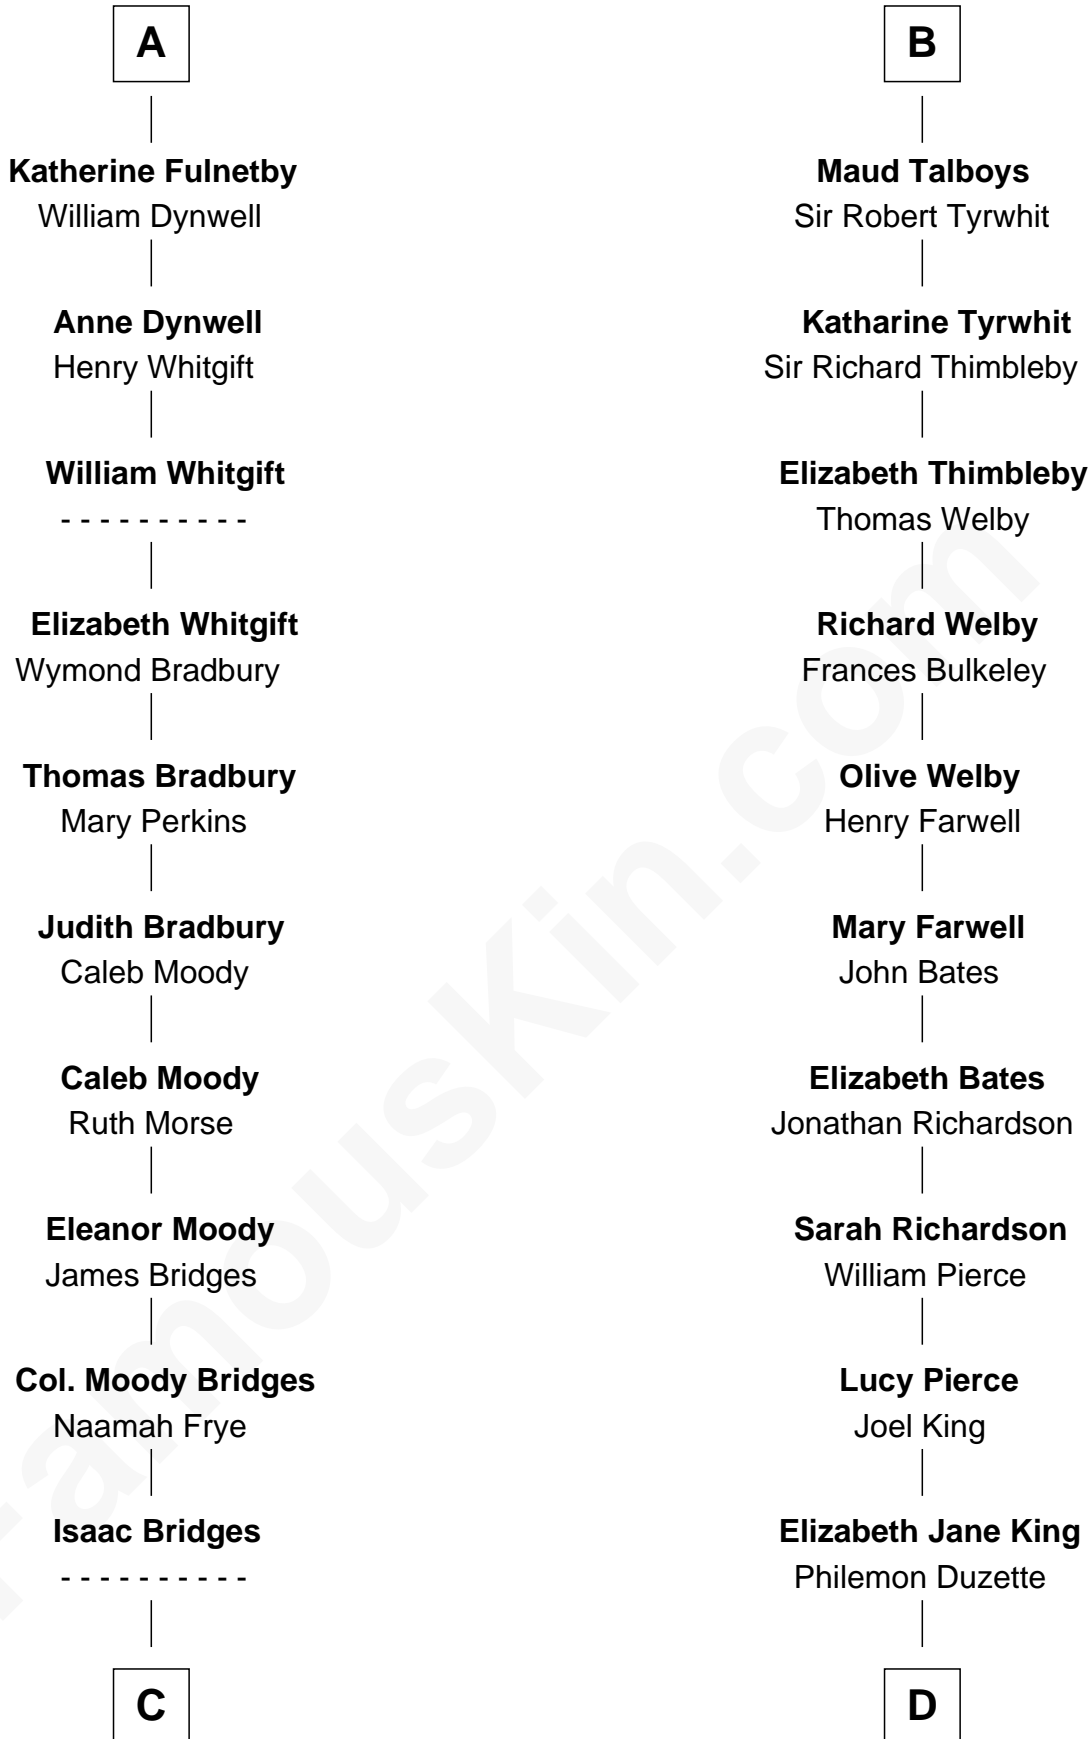 A
Katherine Fulnetby
William Dynwell
Anne Dynwell
Henry Whitgift
William Whitgift
- - - - - - - - - -
Elizabeth Whitgift
Wymond Bradbury
Thomas Bradbury
Mary Perkins
Judith Bradbury
Caleb Moody
Caleb Moody
Ruth Morse
Eleanor Moody
James Bridges
Col. Moody Bridges
Naamah Frye
Isaac Bridges
- - - - - - - - - -
C
B
Maud Talboys
Sir Robert Tyrwhit
Katharine Tyrwhit
Sir Richard Thimbleby
Elizabeth Thimbleby
Thomas Welby
Richard Welby
Frances Bulkeley
Olive Welby
Henry Farwell
Mary Farwell
John Bates
Elizabeth Bates
Jonathan Richardson
Sarah Richardson
William Pierce
Lucy Pierce
Joel King
Elizabeth Jane King
Philemon Duzette
D
FamousKin.com